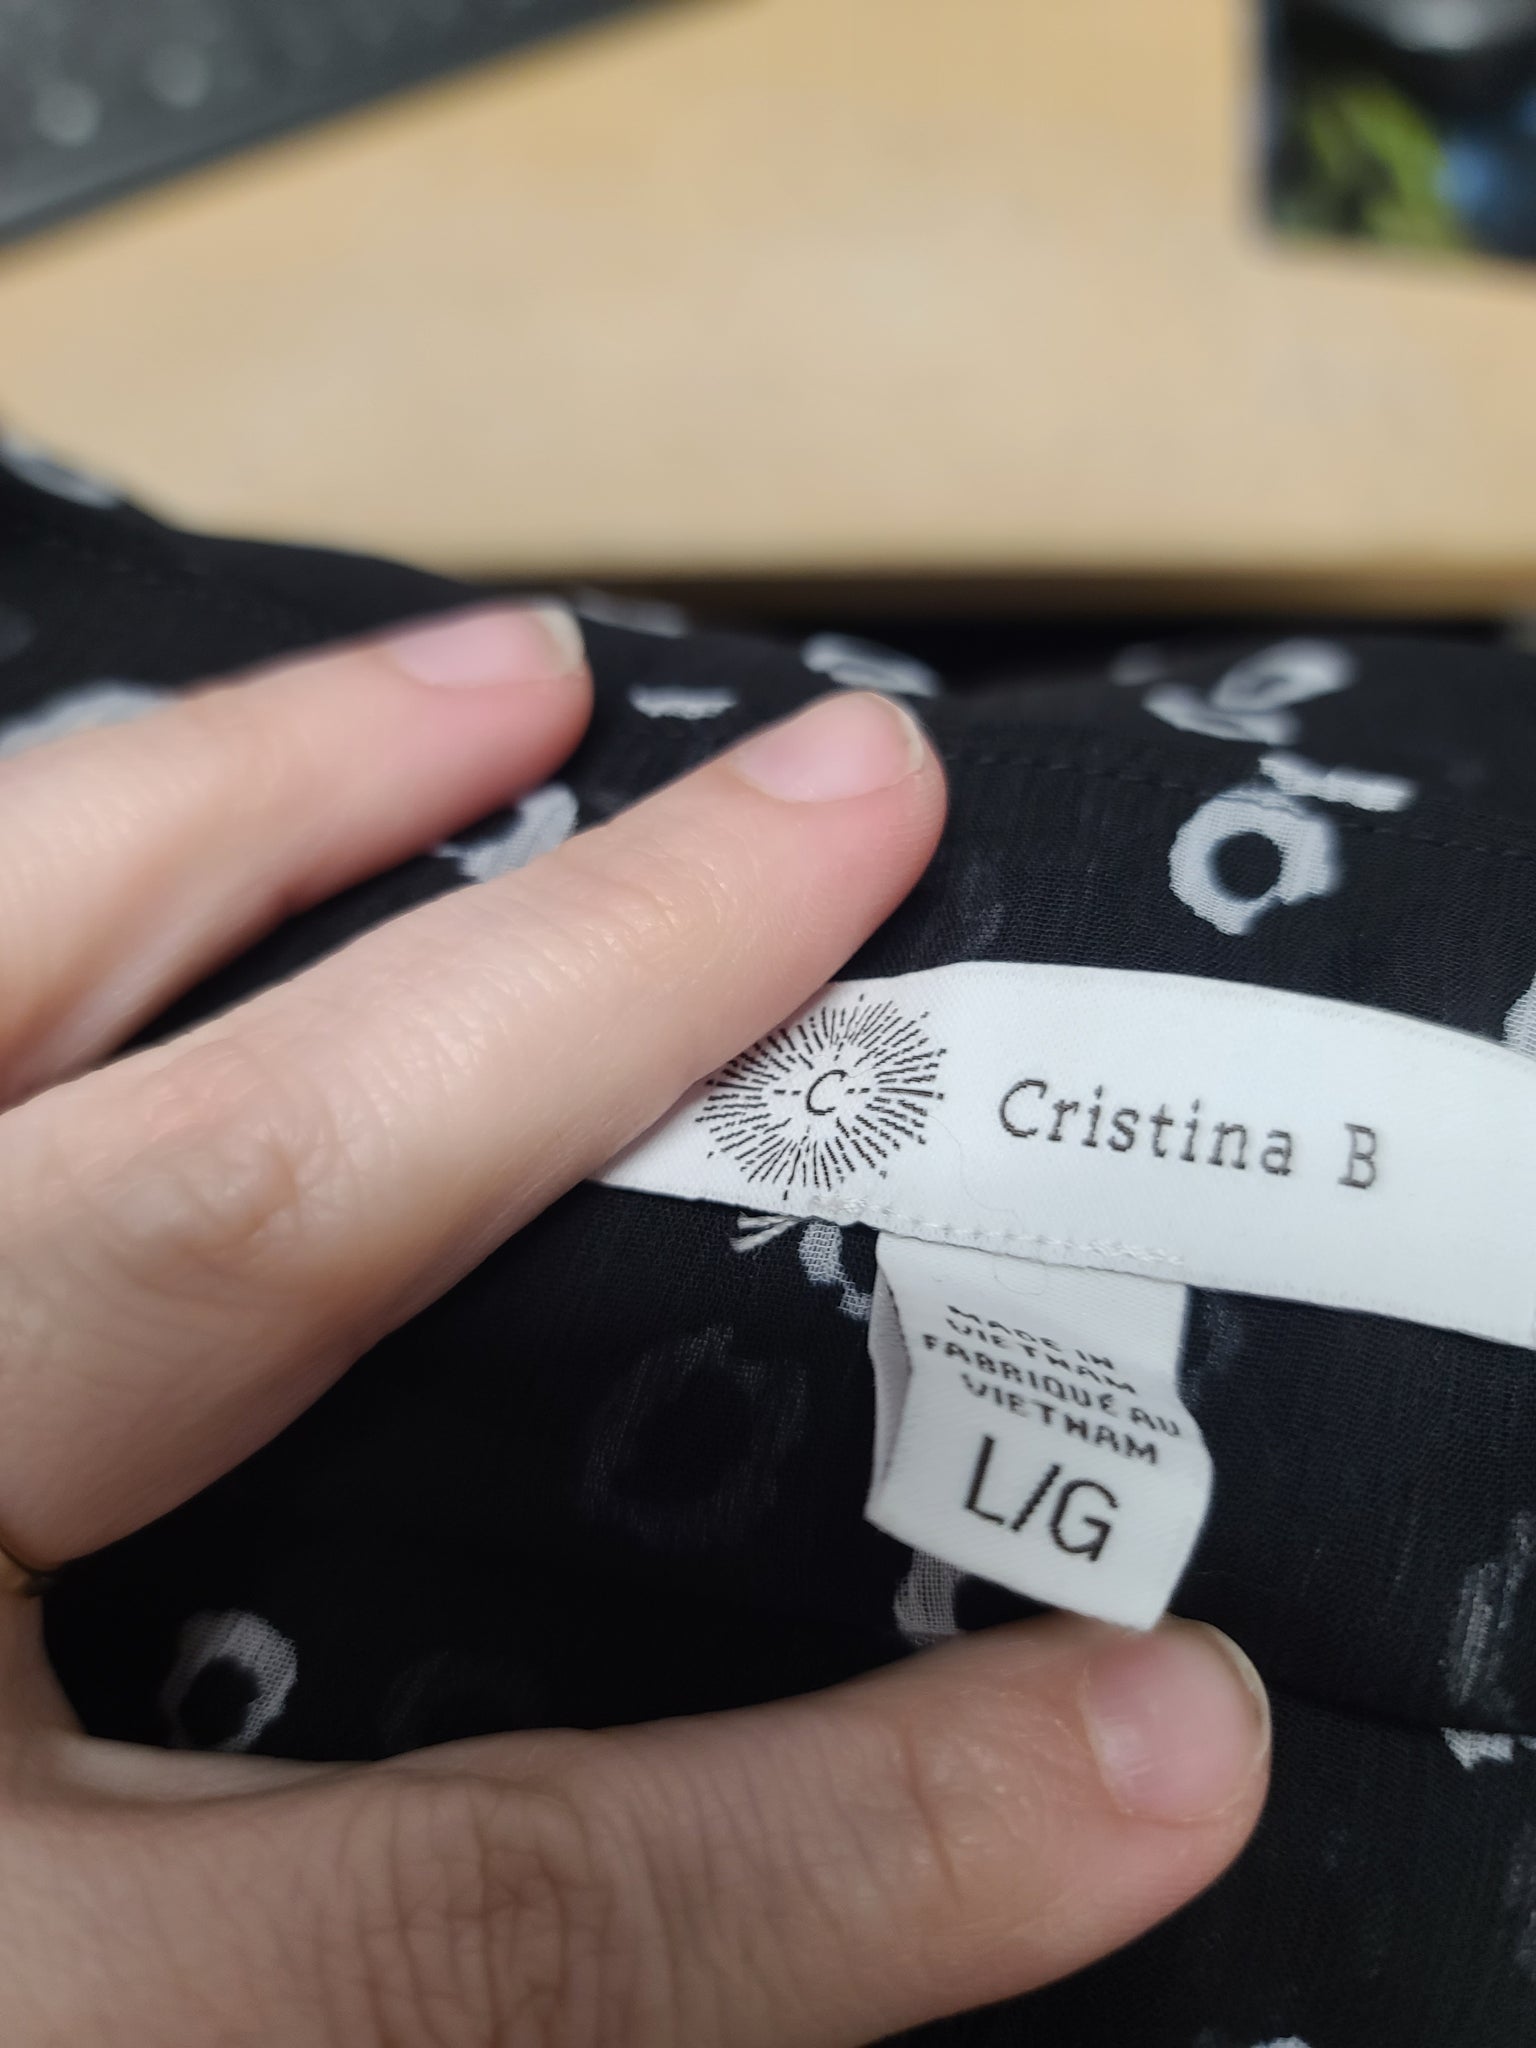 C
Cristina B
MADE IN
VIETNAM
FABRIQUÉ AU
VIETNAM
L/G